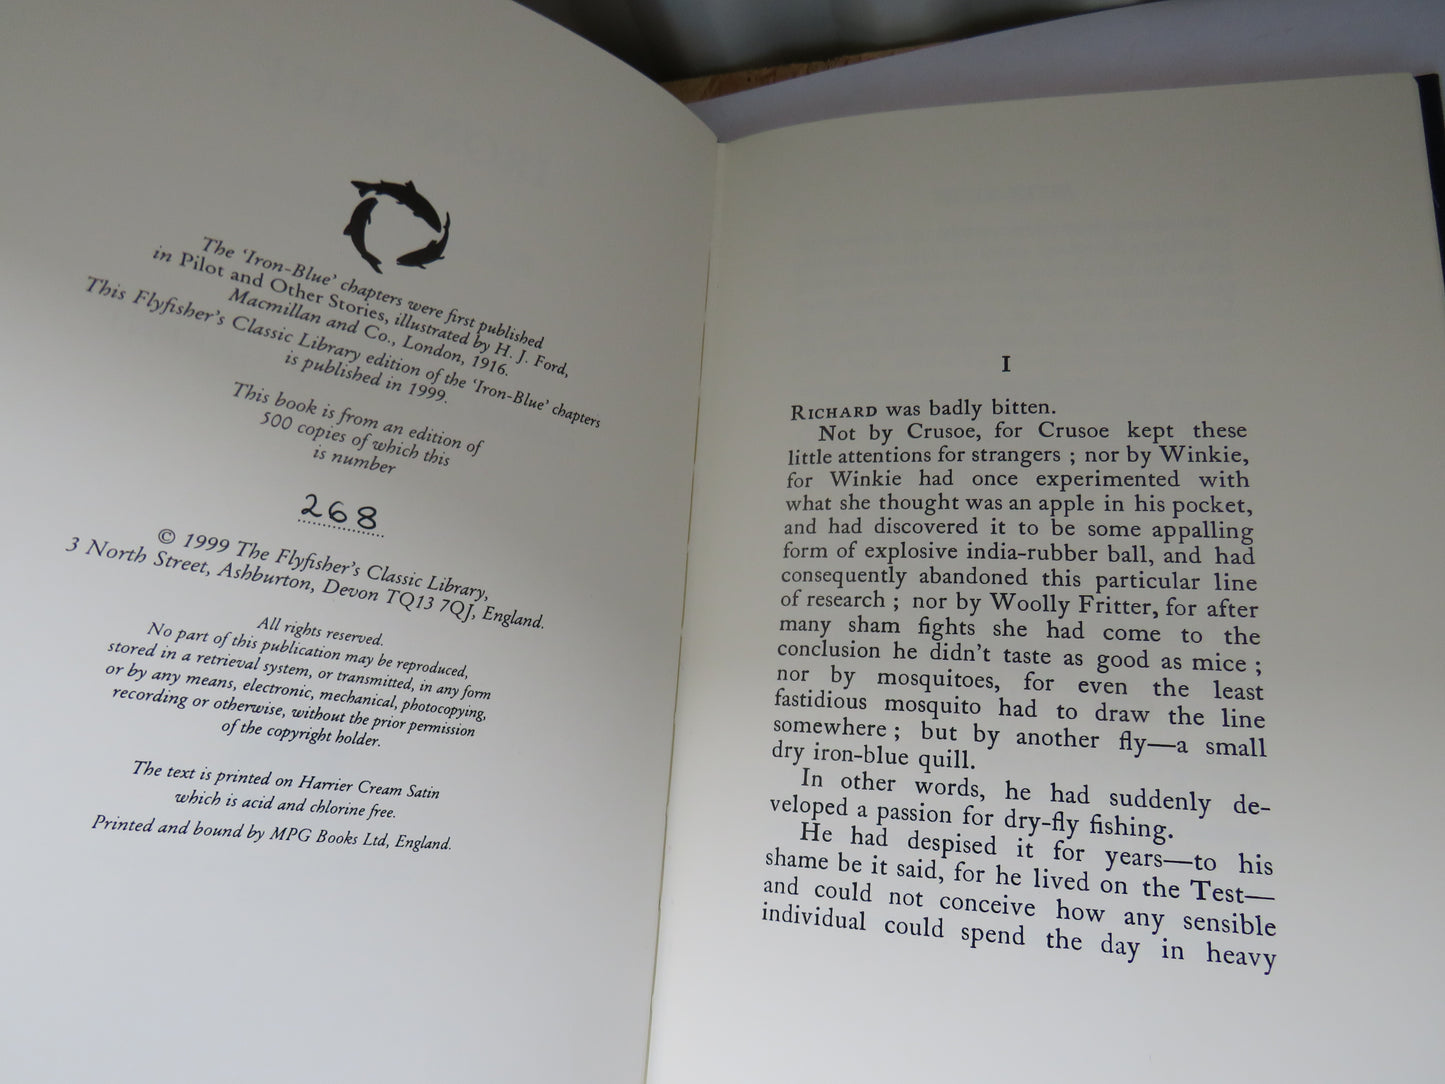 The 'Iron-Blue' chapters were first published
in Pilot and Other Stories, illustrated by H. J. Ford,
Macmillan and Co., London, 1916.
This Flyfisher's Classic Library edition of the 'Iron-Blue' chapters
is published in 1999.
This book is from an edition of
500 copies of which this
is number
268
© 1999 The Flyfisher's Classic Library,
3 North Street, Ashburton, Devon TQ13 7QJ, England.
All rights reserved.
No part of this publication may be reproduced,
stored in a retrieval system, or transmitted, in any form
or by any means, electronic, mechanical, photocopying,
recording or otherwise, without the prior permission
of the copyright holder.
The text is printed on Harrier Cream Satin
which is acid and chlorine free.
Printed and bound by MPG Books Ltd, England.
I
RICHARD was badly bitten.
Not by Crusoe, for Crusoe kept these
little attentions for strangers ; nor by Winkie,
for Winkie had once experimented with
what she thought was an apple in his pocket,
and had discovered it to be some appalling
form of explosive india-rubber ball, and had
consequently abandoned this particular line
of research ; nor by Woolly Fritter, for after
many sham fights she had come to the
conclusion he didn't taste as good as mice ;
nor by mosquitoes, for even the least
fastidious mosquito had to draw the line
somewhere ; but by another fly—a small
dry iron-blue quill.
In other words, he had suddenly de-
veloped a passion for dry-fly fishing.
He had despised it for years—to his
shame be it said, for he lived on the Test—
and could not conceive how any sensible
individual could spend the day in heavy